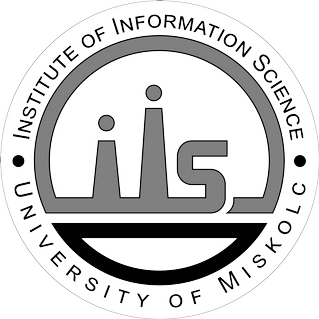 INSTITUTE OF INFORMATION SCIENCE
iis
UNIVERSITY OF MISKOLC